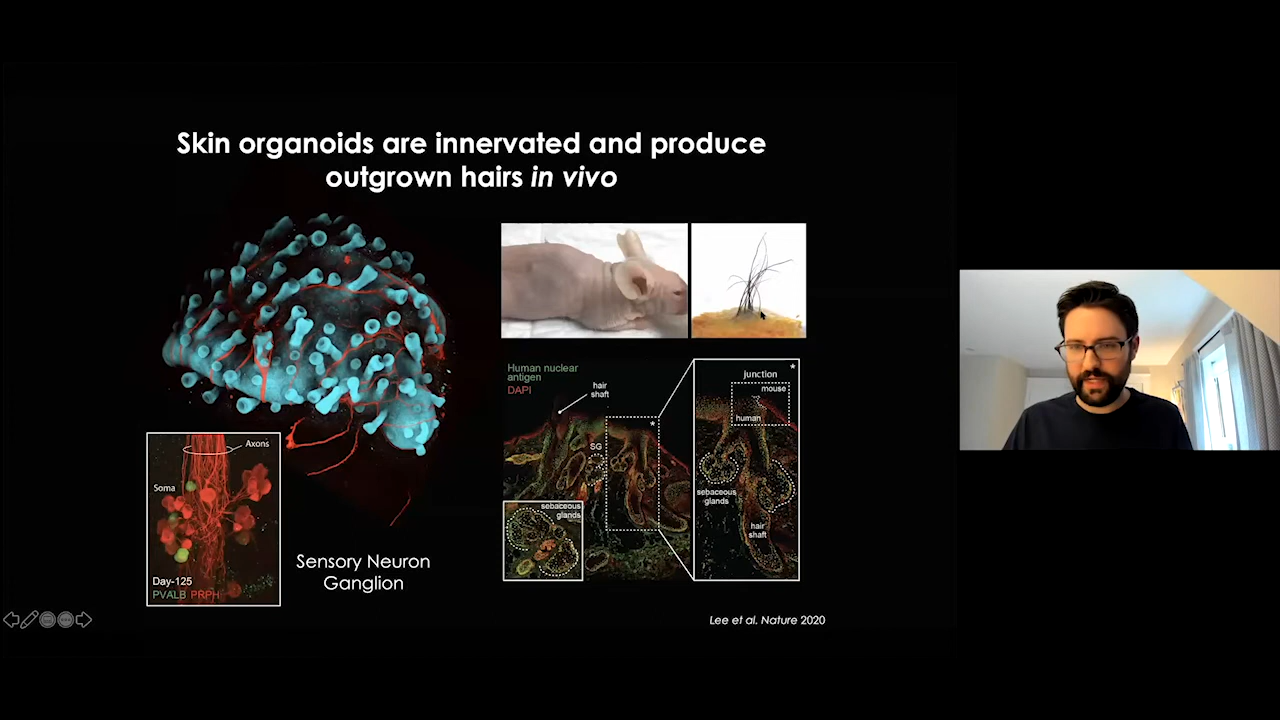 Skin organoids are innervated and produce
outgrown hairs in vivo
Axons
Soma
Day-125
PVALB PRPH
Sensory Neuron
Ganglion
Human nuclear
antigen
DAPI
hair
shaft
*
SG
sebaceous
glands
*
junction
mouse
human
sebaceous
glands
hair
shaft
Lee et al. Nature 2020